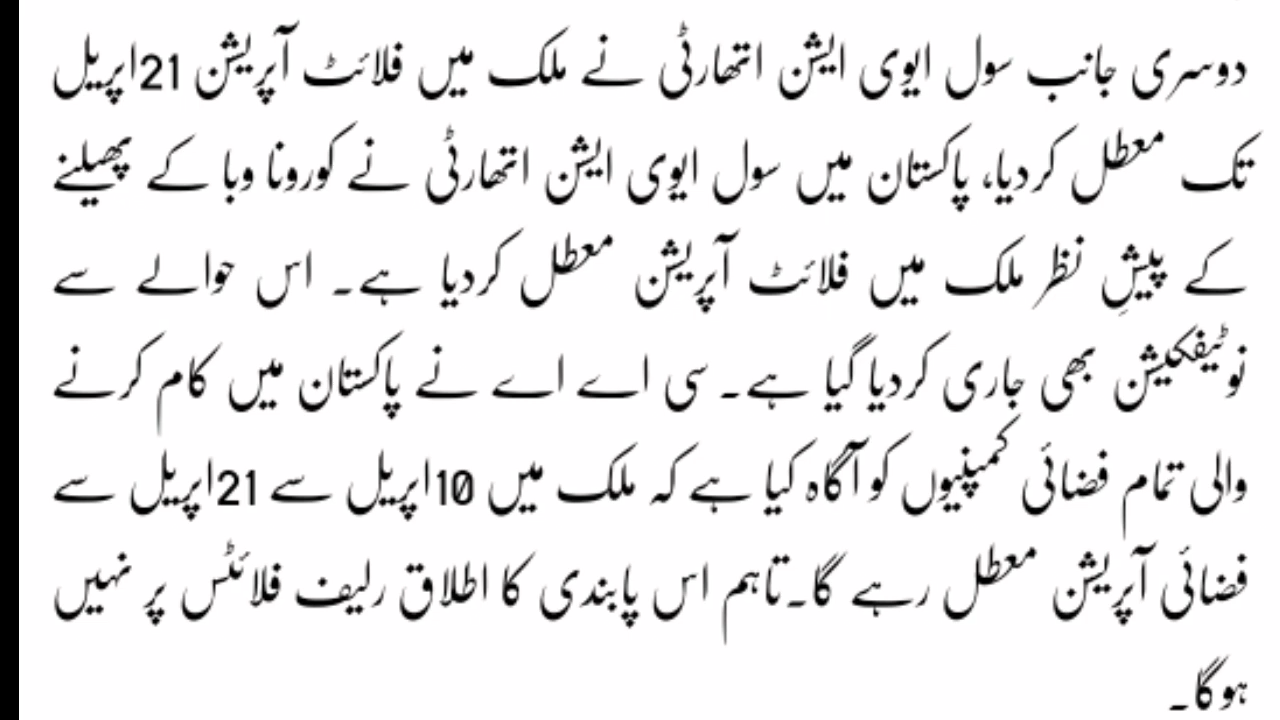 دوسری جانب سول ایوی ایشن اتھارٹی نے ملک میں فلائٹ آپریشن 21اپریل
تک معطل کردیا، پاکستان میں سول ایوی ایشن اتھارٹی نے کورونا وبا کے پھیلنے
کے پیشِ نظر ملک میں فلائٹ آپریشن معطل کردیا ہے۔ اس حوالے سے
نوٹیفکیشن بھی جاری کردیا گیا ہے۔ سی اے اے نے پاکستان میں کام کرنے
والی تمام فضائی کمپنیوں کو آگاہ کیا ہے کہ ملک میں 10اپریل سے 21اپریل سے
فضائی آپریشن معطل رہے گا۔تاہم اس پابندی کا اطلاق رلیف فلائٹس پر نہیں
ہوگا۔